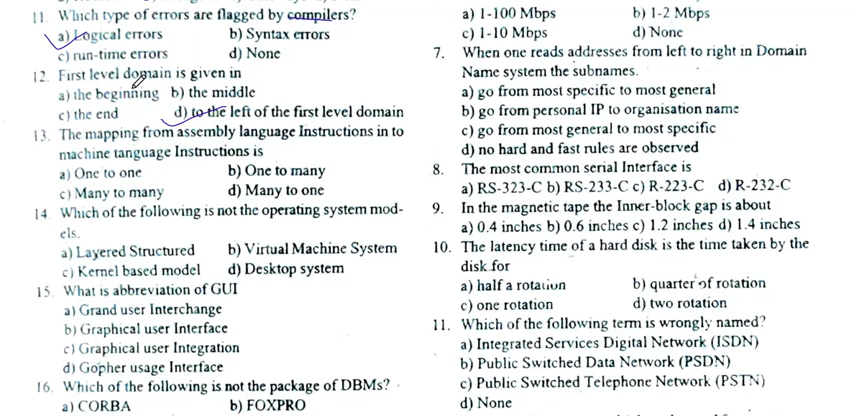 11. Which type of errors are flagged by compilers?
a) Logical errors b) Syntax errors
c) run-time errors d) None
12. First level domain is given in
a) the beginning b) the middle
c) the end d) to the left of the first level domain
13. The mapping from assembly language Instructions in to
machine tanguage Instructions is
a) One to one b) One to many
c) Many to many d) Many to one
14. Which of the following is not the operating system mod-
els.
a) Layered Structured b) Virtual Machine System
c) Kernel based model d) Desktop system
15. What is abbreviation of GUI
a) Grand user Interchange
b) Graphical user Interface
c) Graphical user Integration
d) Gopher usage Interface
16. Which of the following is not the package of DBMs?
a) CORBA b) FOXPRO
a) 1-100 Mbps b) 1-2 Mbps
c) 1-10 Mbps d) None
7. When one reads addresses from left to right in Domain
Name system the subnames.
a) go from most specific to most general
b) go from personal IP to organisation name
c) go from most general to most specific
d) no hard and fast rules are observed
8. The most common serial Interface is
a) RS-323-C b) RS-233-C c) R-223-C d) R-232-C
9. In the magnetic tape the Inner-block gap is about
a) 0.4 inches b) 0.6 inches c) 1.2 inches d) 1.4 inches
10. The latency time of a hard disk is the time taken by the
disk for
a) half a rotation b) quarter of rotation
c) one rotation d) two rotation
11. Which of the following term is wrongly named?
a) Integrated Services Digital Network (ISDN)
b) Public Switched Data Network (PSDN)
c) Public Switched Telephone Network (PSTN)
d) None